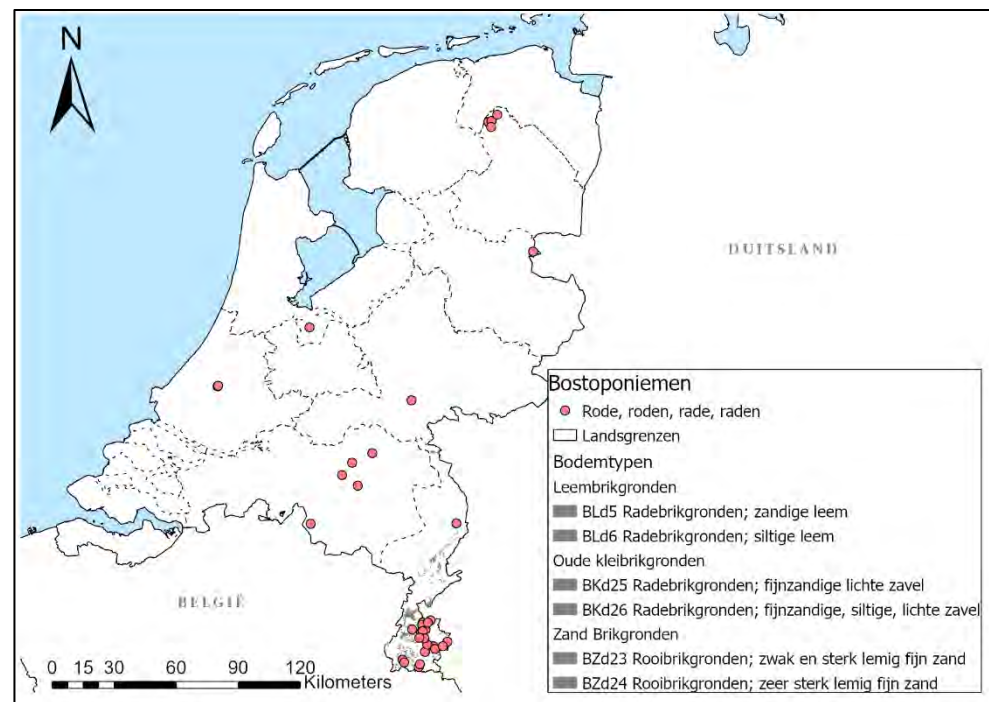 N
DUITSLAND
BELGIË
0 15 30 60 90 120
Kilometers
Bostoponiemen
Rode, roden, rade, raden
Landsgrenzen
Bodemtypen
Leembrikgronden
BLd5 Radebrikgronden; zandige leem
BLd6 Radebrikgronden; siltige leem
Oude kleibrikgronden
BKd25 Radebrikgronden; fijnzandige lichte zavel
BKd26 Radebrikgronden; fijnzandige, siltige, lichte zavel
Zand Brikgronden
BZd23 Rooibrikgronden; zwak en sterk lemig fijn zand
BZd24 Rooibrikgronden; zeer sterk lemig fijn zand